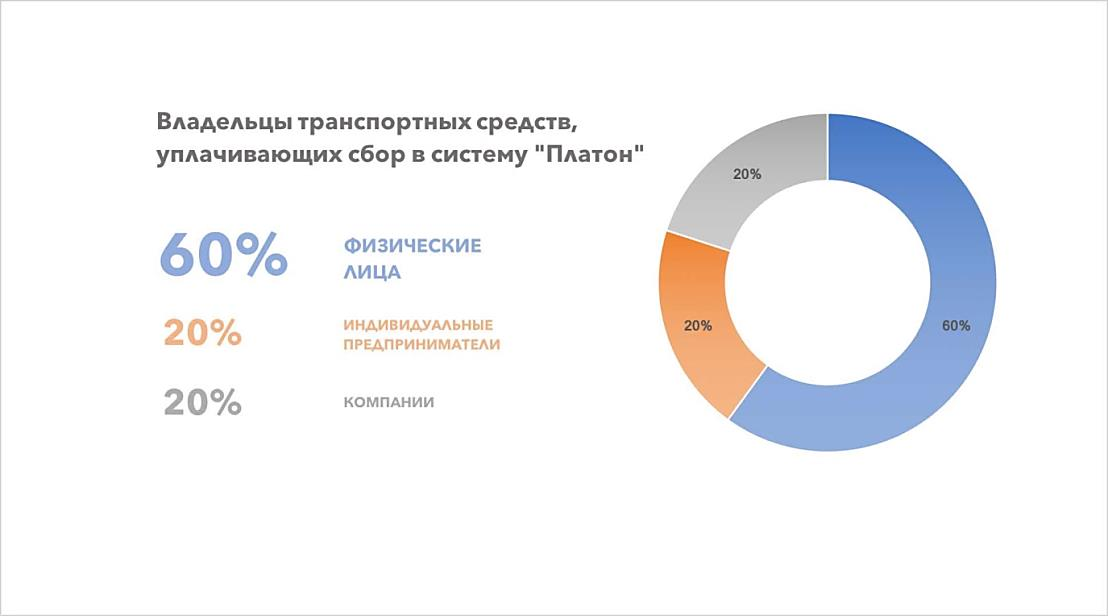 Владельцы транспортных средств,
уплачивающих сбор в систему "Платон"
60%
ФИЗИЧЕСКИЕ
ЛИЦА
20%
ИНДИВИДУАЛЬНЫЕ
ПРЕДПРИНИМАТЕЛИ
20%
КОМПАНИИ
20%
20%
60%